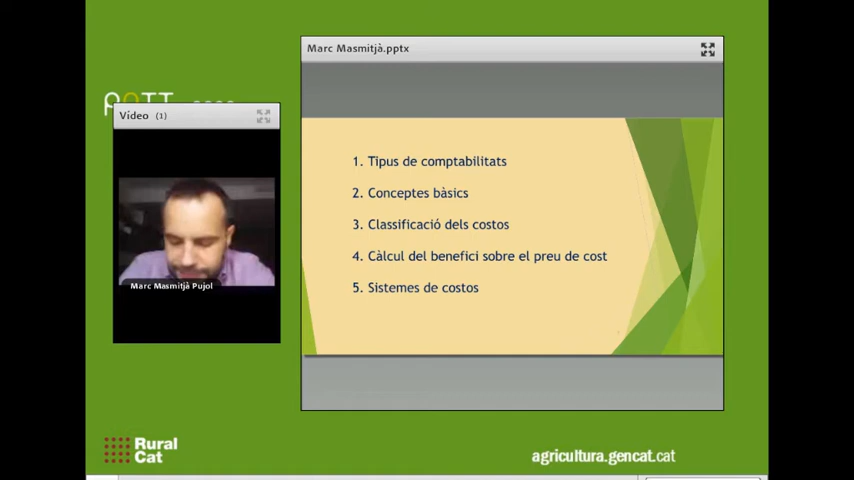 Marc Masmitjà.pptx
Vídeo (1)
1. Tipus de comptabilitats
2. Conceptes bàsics
3. Classificació dels costos
4. Càlcul del benefici sobre el preu de cost
5. Sistemes de costos
Marc Masmitjà Pujol
Rural
Cat
agricultura.gencat.cat